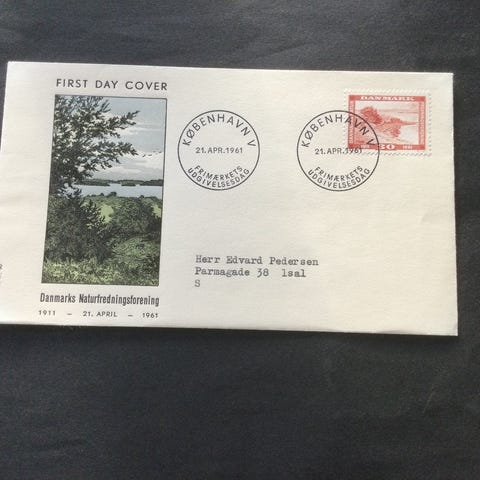 FIRST DAY COVER
KØBENHAVN V
21. APR. 1961
FRIMÆRKETS
UDGIVELSESDAG
KØBENHAVN V
21. APR. 1961
FRIMÆRKETS
UDGIVELSESDAG
DANMARK
30
Herr Edvard Pedersen
Parmagade 38 1sal
S
Danmarks Naturfredningsforening
1911 – 21. APRIL – 1961